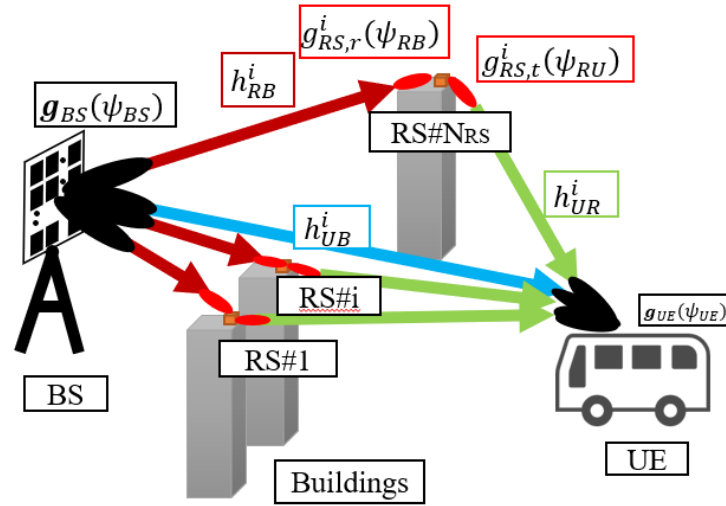 g^i_{RS,r}(ψ_{RB})
g^i_{RS,t}(ψ_{RU})
h^i_{RB}
g_{BS}(ψ_{BS})
RS#N_{RS}
h^i_{UR}
h^i_{UB}
RS#i
g_{UE}(ψ_{UE})
RS#1
BS
UE
Buildings